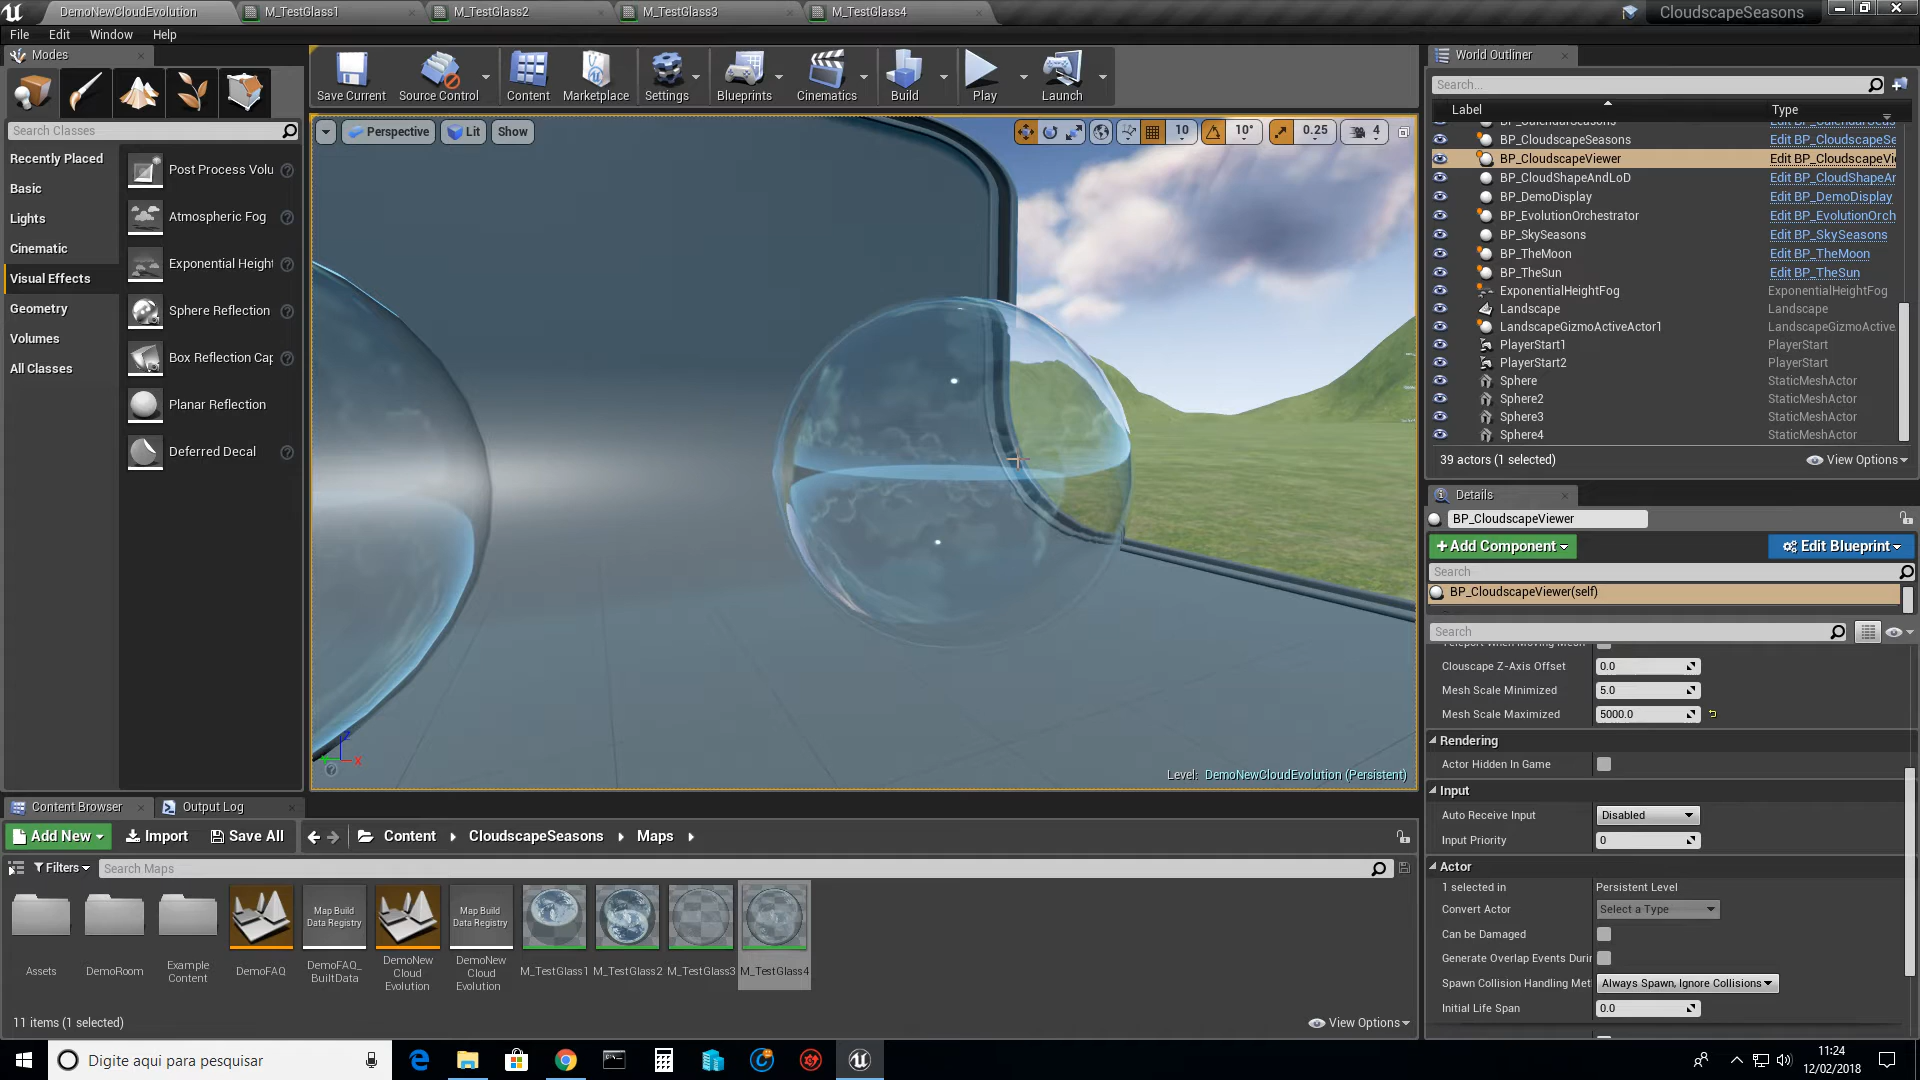 DemoNewCloudEvolution
M_TestGlass1
M_TestGlass2
M_TestGlass3
M_TestGlass4
CloudscapeSeasons
File Edit Window Help
Modes
Search Classes
Recently Placed
Basic
Lights
Cinematic
Visual Effects
Geometry
Volumes
All Classes
Post Process Volu
Atmospheric Fog
Exponential Height
Sphere Reflection
Box Reflection Cap
Planar Reflection
Deferred Decal
Save Current
Source Control
Content
Marketplace
Settings
Blueprints
Cinematics
Build
Play
Launch
Perspective
Lit
Show
10
10°
0.25
4
X
Level: DemoNewCloudEvolution (Persistent)
World Outliner
Search...
Label Type
BP_CloudscapeSeasons Edit BP_CloudscapeSe
BP_CloudscapeViewer Edit BP_CloudscapeVi
BP_CloudShapeAndLoD Edit BP_CloudShapeAr
BP_DemoDisplay Edit BP_DemoDisplay
BP_EvolutionOrchestrator Edit BP_EvolutionOrch
BP_SkySeasons Edit BP_SkySeasons
BP_TheMoon Edit BP_TheMoon
BP_TheSun Edit BP_TheSun
ExponentialHeightFog ExponentialHeightFog
Landscape Landscape
LandscapeGizmoActiveActor1 LandscapeGizmoActive
PlayerStart1 PlayerStart
PlayerStart2 PlayerStart
Sphere StaticMeshActor
Sphere2 StaticMeshActor
Sphere3 StaticMeshActor
Sphere4 StaticMeshActor
39 actors (1 selected)
View Options
Details
BP_CloudscapeViewer
+Add Component
Edit Blueprint
Search
BP_CloudscapeViewer(self)
Search
Clouscape Z-Axis Offset 0.0
Mesh Scale Minimized 5.0
Mesh Scale Maximized 5000.0
Rendering
Actor Hidden In Game
Input
Auto Receive Input Disabled
Input Priority 0
Actor
1 selected in Persistent Level
Convert Actor Select a Type
Can be Damaged
Generate Overlap Events Durin
Spawn Collision Handling Met Always Spawn, Ignore Collisions
Initial Life Span 0.0
Content Browser
Output Log
Add New
Import
Save All
Content
CloudscapeSeasons
Maps
Filters
Search Maps
Map Build
Data Registry
Map Build
Data Registry
Assets
DemoRoom
Example
Content
DemoFAQ
DemoFAQ_
BuiltData
DemoNew
Cloud
Evolution
DemoNew
Cloud
Evolution
M_TestGlass1
M_TestGlass2
M_TestGlass3
M_TestGlass4
11 items (1 selected)
View Options
Digite aqui para pesquisar
11:24
12/02/2018